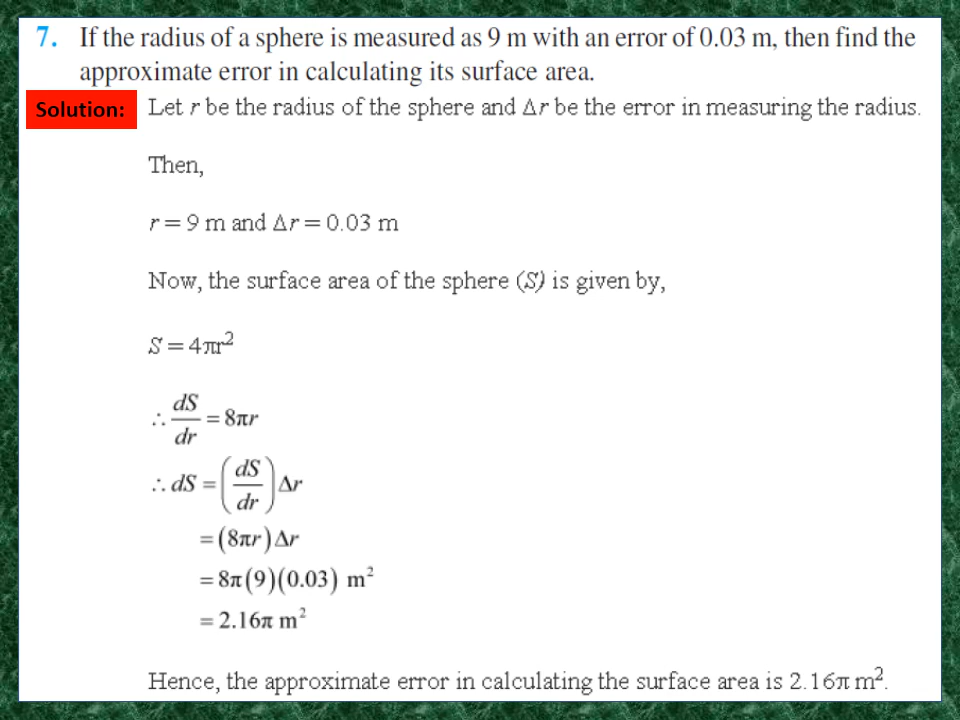 7. If the radius of a sphere is measured as 9 m with an error of 0.03 m, then find the
approximate error in calculating its surface area.
Solution: Let r be the radius of the sphere and Δr be the error in measuring the radius.
Then,
r = 9 m and Δr = 0.03 m
Now, the surface area of the sphere (S) is given by,
S = 4πr²
∴ dS/dr = 8πr
∴ dS = (dS/dr) Δr
= (8πr) Δr
= 8π(9)(0.03) m²
= 2.16π m²
Hence, the approximate error in calculating the surface area is 2.16π m².